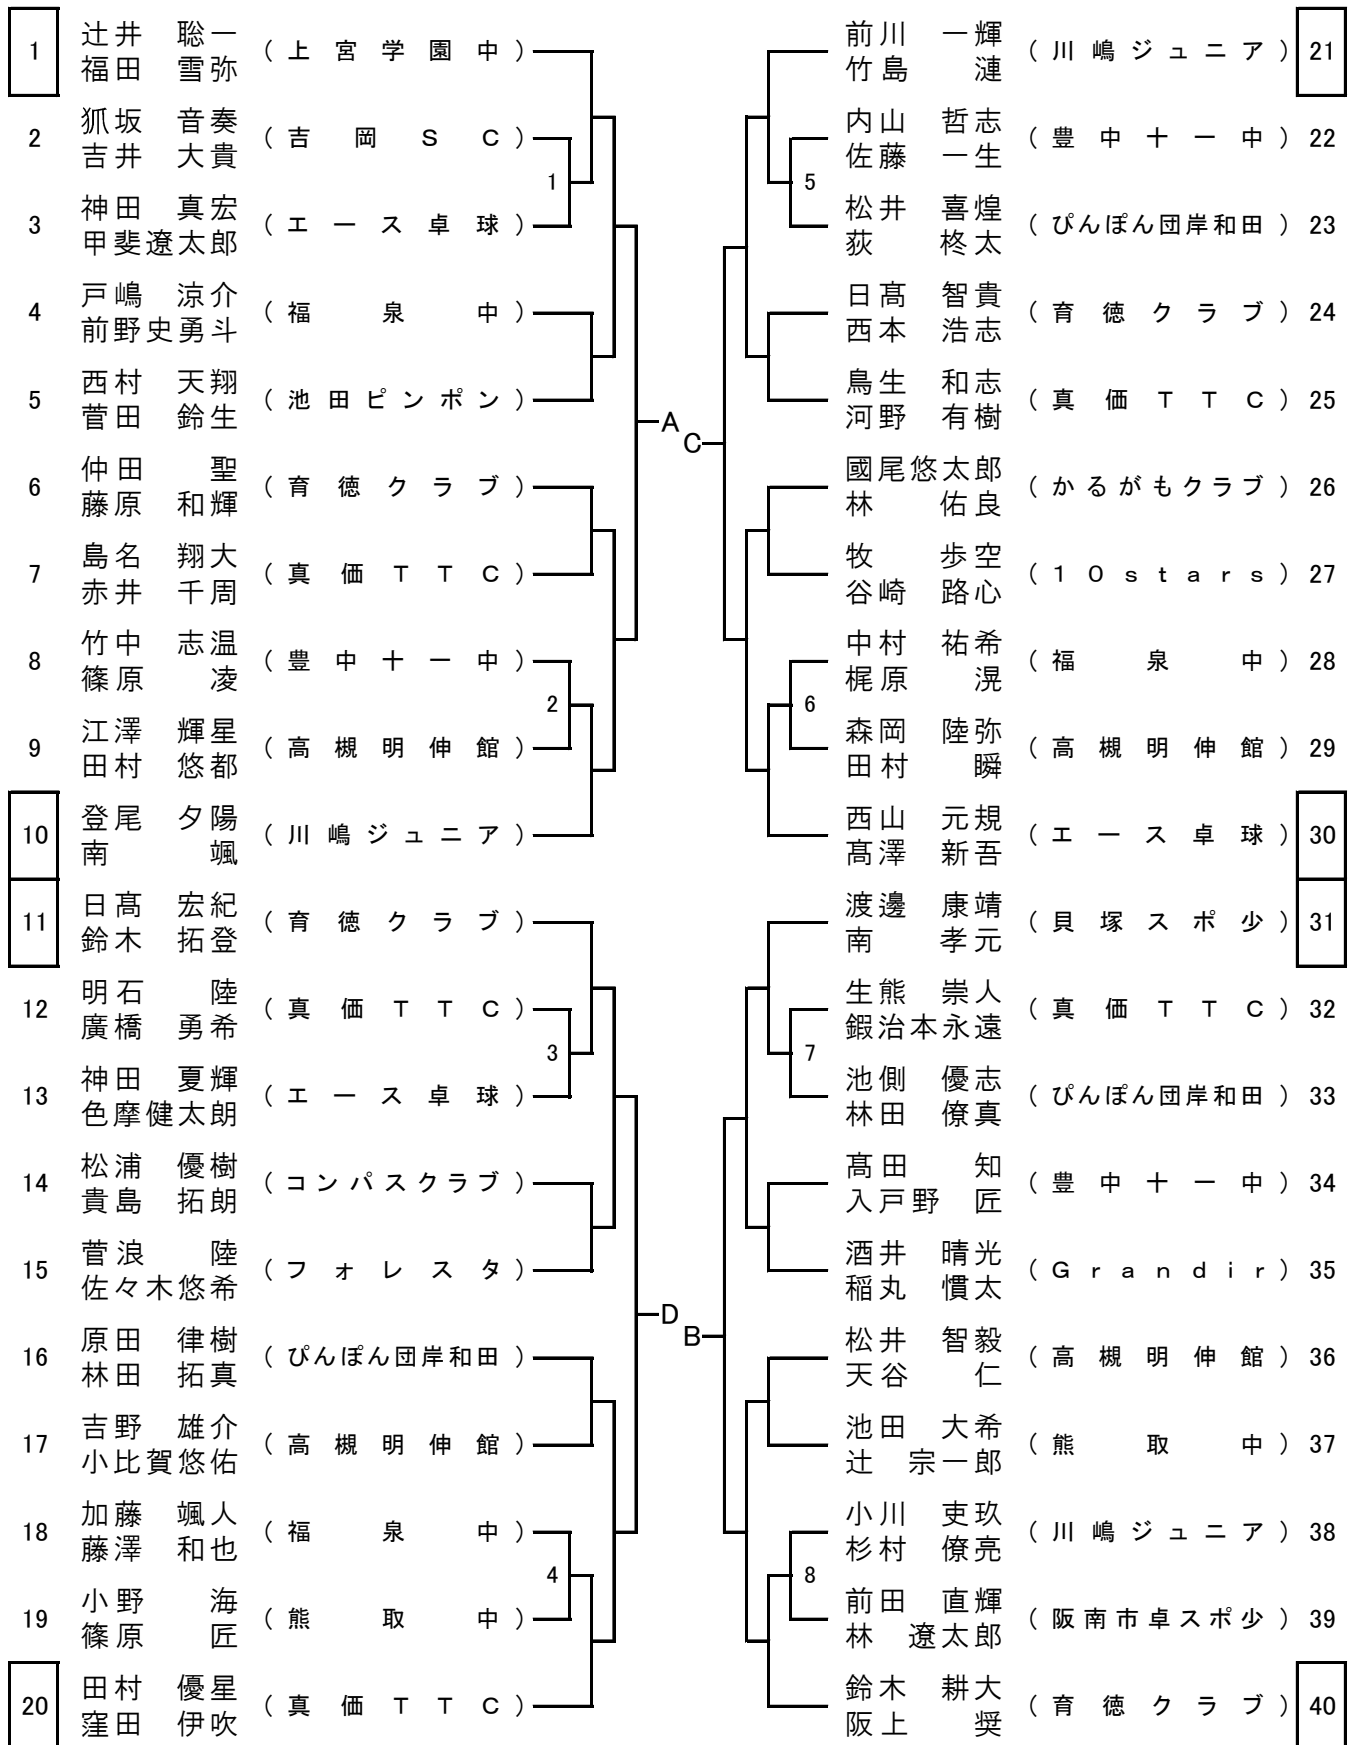 1 辻井 聡一 (上宮学園中)
福田 雪弥
2 狐坂 音奏 (吉岡SC)
吉井 大貴
1
3 神田 真宏 (エース卓球)
甲斐遼太郎
4 戸嶋 涼介 (福泉中)
前野史勇斗
5 西村 天翔 (池田ピンポン)
菅田 鈴生
A
6 仲田 聖 (育徳クラブ)
藤原 和輝
7 島名 翔大 (真価TTC)
赤井 千周
8 竹中 志温 (豊中十一中)
篠原 凌
2
9 江澤 輝星 (高槻明伸館)
田村 悠都
10 登尾 夕陽 (川嶋ジュニア)
南 颯
11 日髙 宏紀 (育徳クラブ)
鈴木 拓登
12 明石 陸 (真価TTC)
廣橋 勇希
3
13 神田 夏輝 (エース卓球)
色摩健太朗
14 松浦 優樹 (コンパスクラブ)
貴島 拓朗
15 菅浪 陸 (フォレスタ)
佐々木悠希
D
16 原田 律樹 (ぴんぽん団岸和田)
林田 拓真
17 吉野 雄介 (高槻明伸館)
小比賀悠佑
18 加藤 颯人 (福泉中)
藤澤 和也
4
19 小野 海 (熊取中)
篠原 匠
20 田村 優星 (真価TTC)
窪田 伊吹
前川 一輝 (川嶋ジュニア) 21
竹島 漣
内山 哲志 (豊中十一中) 22
佐藤 一生
5
松井 喜煌 (ぴんぽん団岸和田) 23
荻 柊太
日髙 智貴 (育徳クラブ) 24
西本 浩志
鳥生 和志 (真価TTC) 25
河野 有樹
C
國尾悠太郎 (かるがもクラブ) 26
林 佑良
牧 歩空 (10stars) 27
谷崎 路心
中村 祐希 (福泉中) 28
梶原 滉
6
森岡 陸弥 (高槻明伸館) 29
田村 瞬
西山 元規 (エース卓球) 30
髙澤 新吾
渡邊 康靖 (貝塚スポ少) 31
南 孝元
生熊 崇人 (真価TTC) 32
鍜治本永遠
7
池側 優志 (ぴんぽん団岸和田) 33
林田 僚真
髙田 知 (豊中十一中) 34
入戸野 匠
酒井 晴光 (Grandir) 35
稲丸 慣太
B
松井 智毅 (高槻明伸館) 36
天谷 仁
池田 大希 (熊取中) 37
辻 宗一郎
小川 吏玖 (川嶋ジュニア) 38
杉村 僚亮
8
前田 直輝 (阪南市卓スポ少) 39
林 遼太郎
鈴木 耕大 (育徳クラブ) 40
阪上 奨